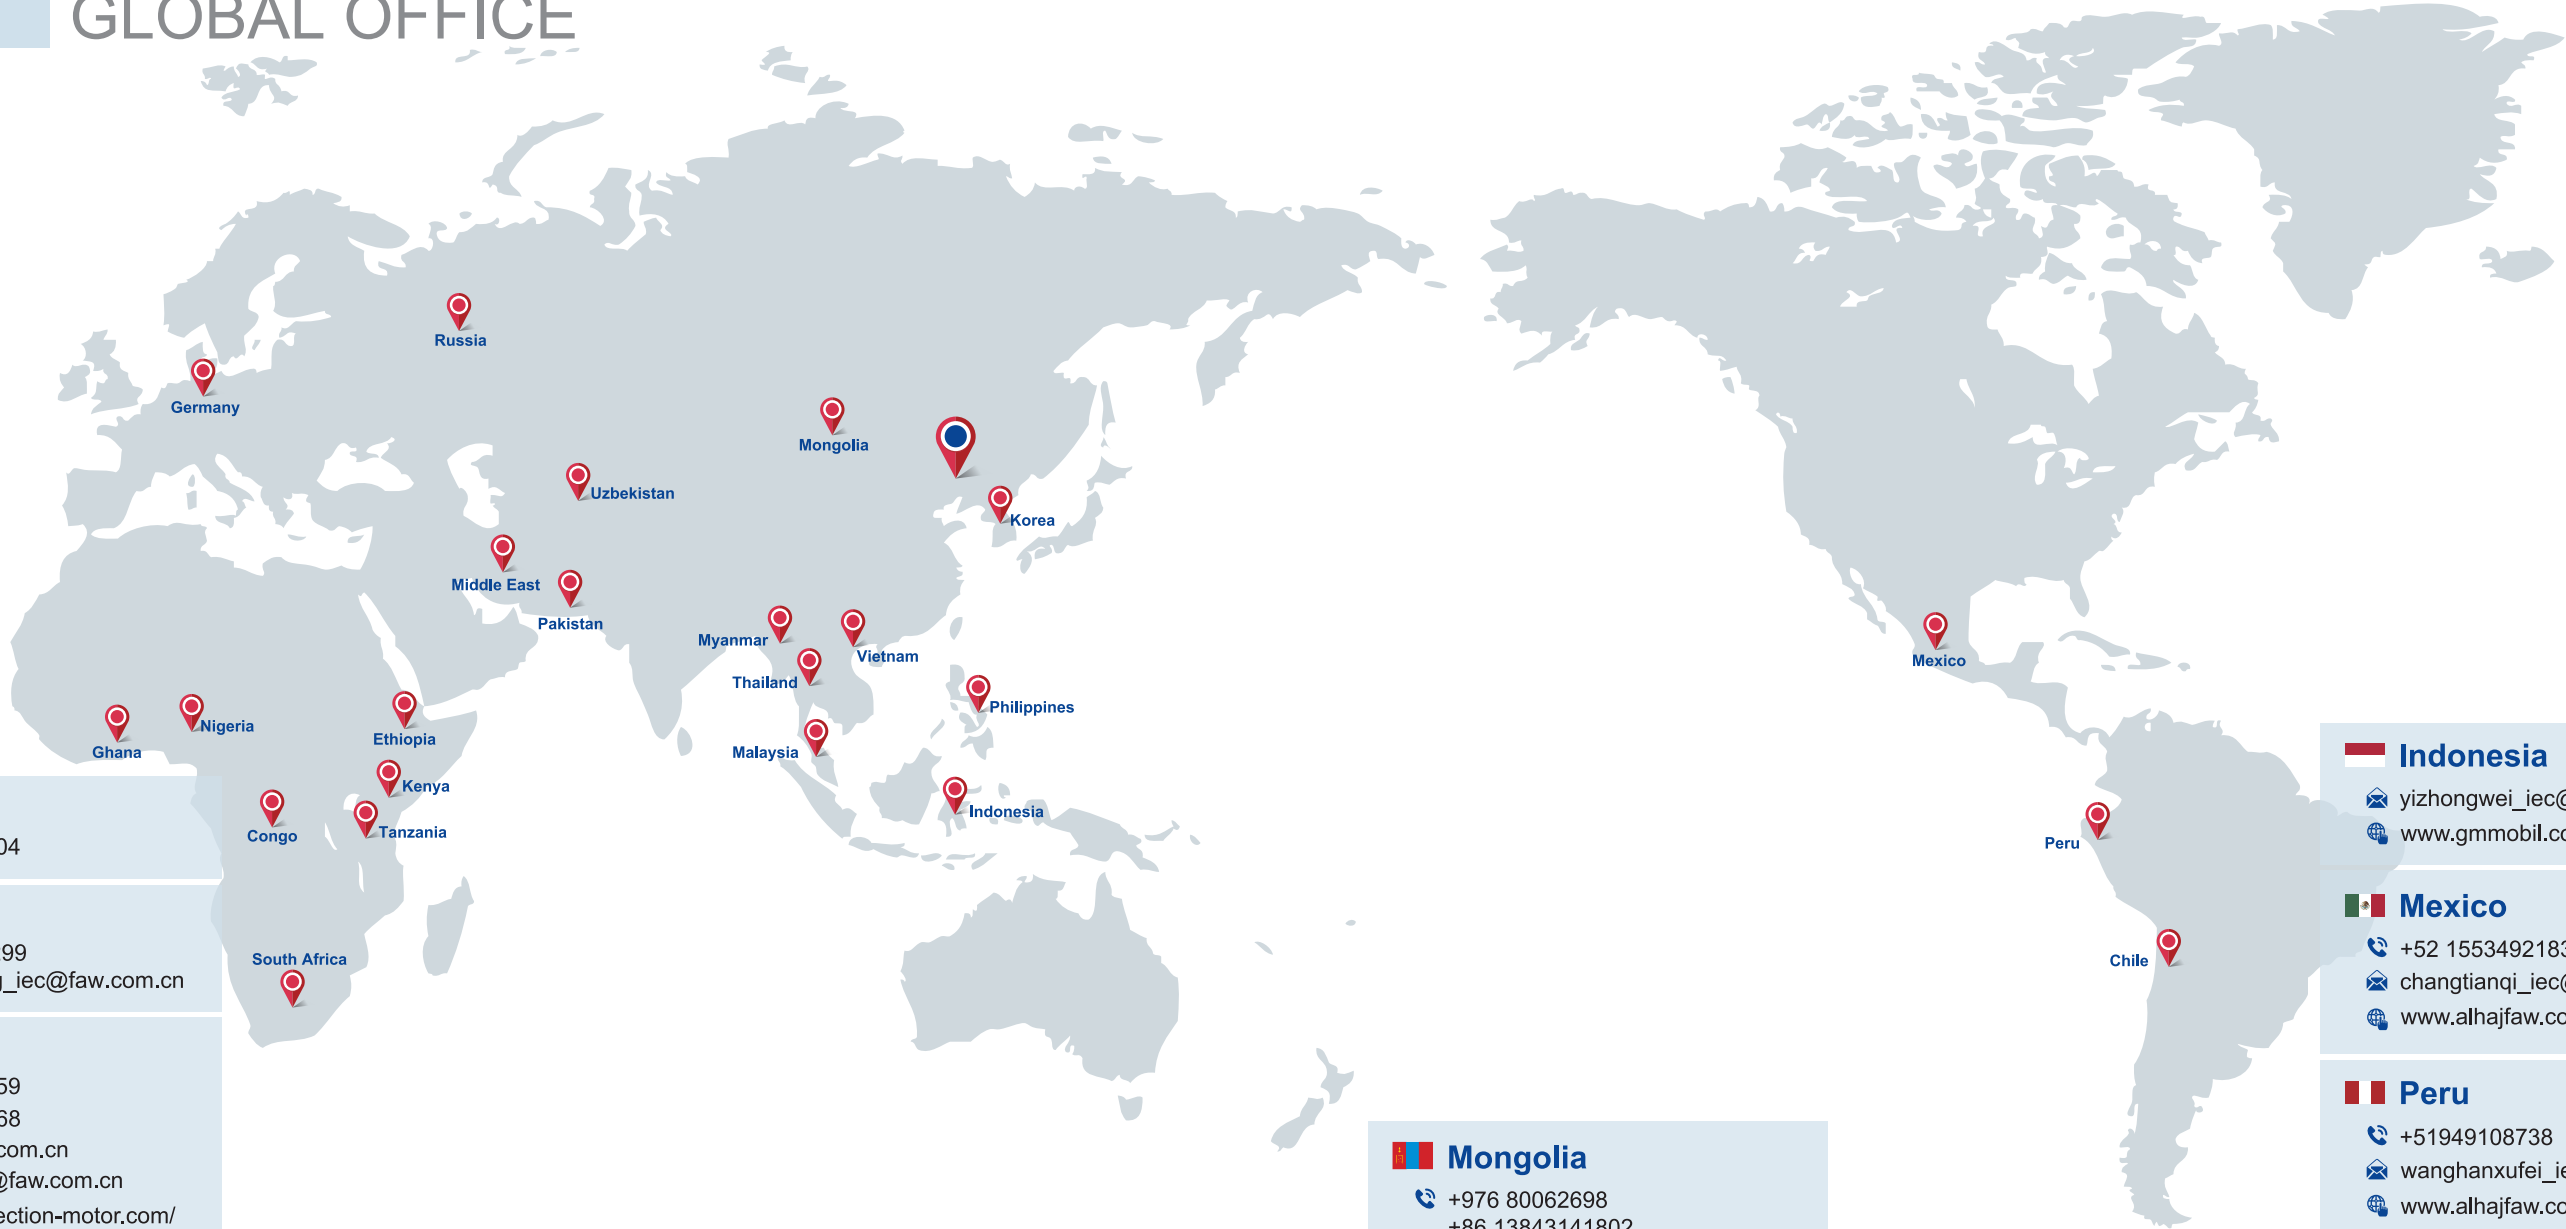 GLOBAL OFFICE
Russia
Germany
Mongolia
Uzbekistan
Korea
Middle East
Pakistan
Myanmar
Vietnam
Thailand
Philippines
Malaysia
Indonesia
Nigeria
Ghana
Ethiopia
Kenya
Congo
Tanzania
South Africa
Mexico
Peru
Chile
04
99
_iec@faw.com.cn
59
68
com.cn
@faw.com.cn
ection-motor.com/
Mongolia
+976 80062698
+86 13843141802
Indonesia
yizhongwei_iec@
www.gmmobil.co
Mexico
+52 1553492183
changtianqi_iec@
www.alhajfaw.co
Peru
+51949108738
wanghanxufei_ie
www.alhajfaw.co